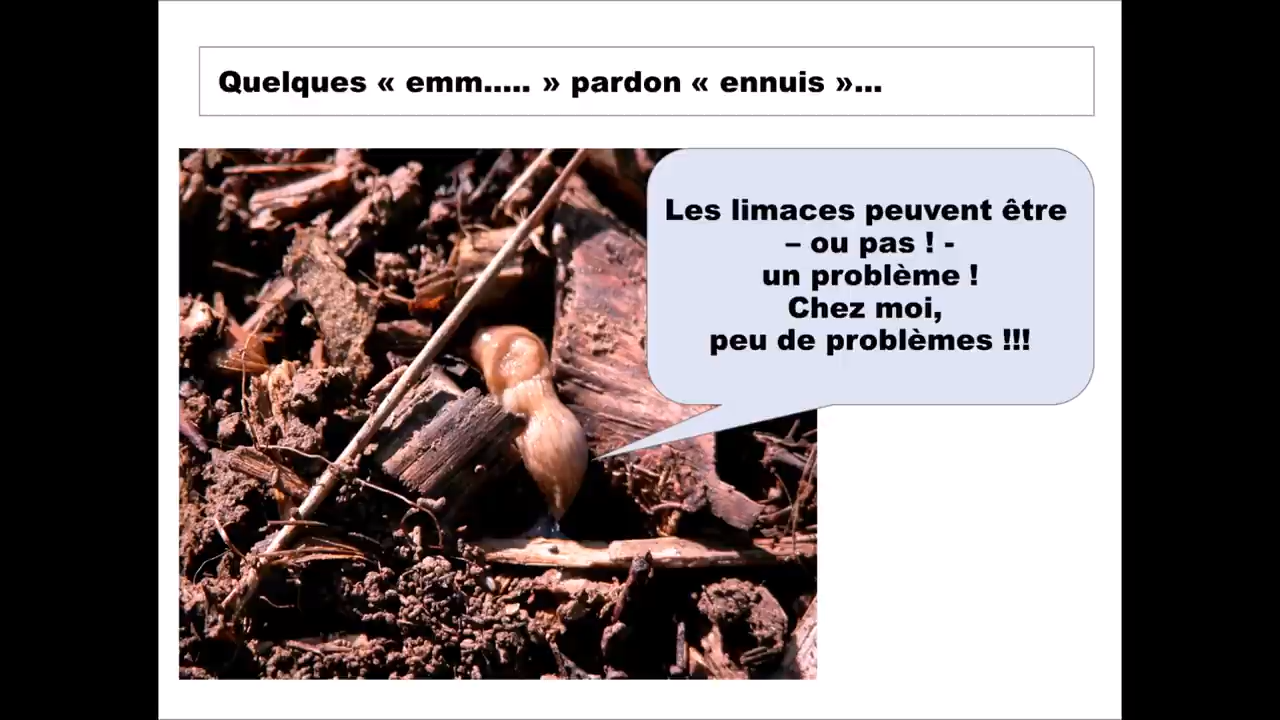 Quelques « emm..... » pardon « ennuis »...
Les limaces peuvent être
– ou pas ! -
un problème !
Chez moi,
peu de problèmes !!!